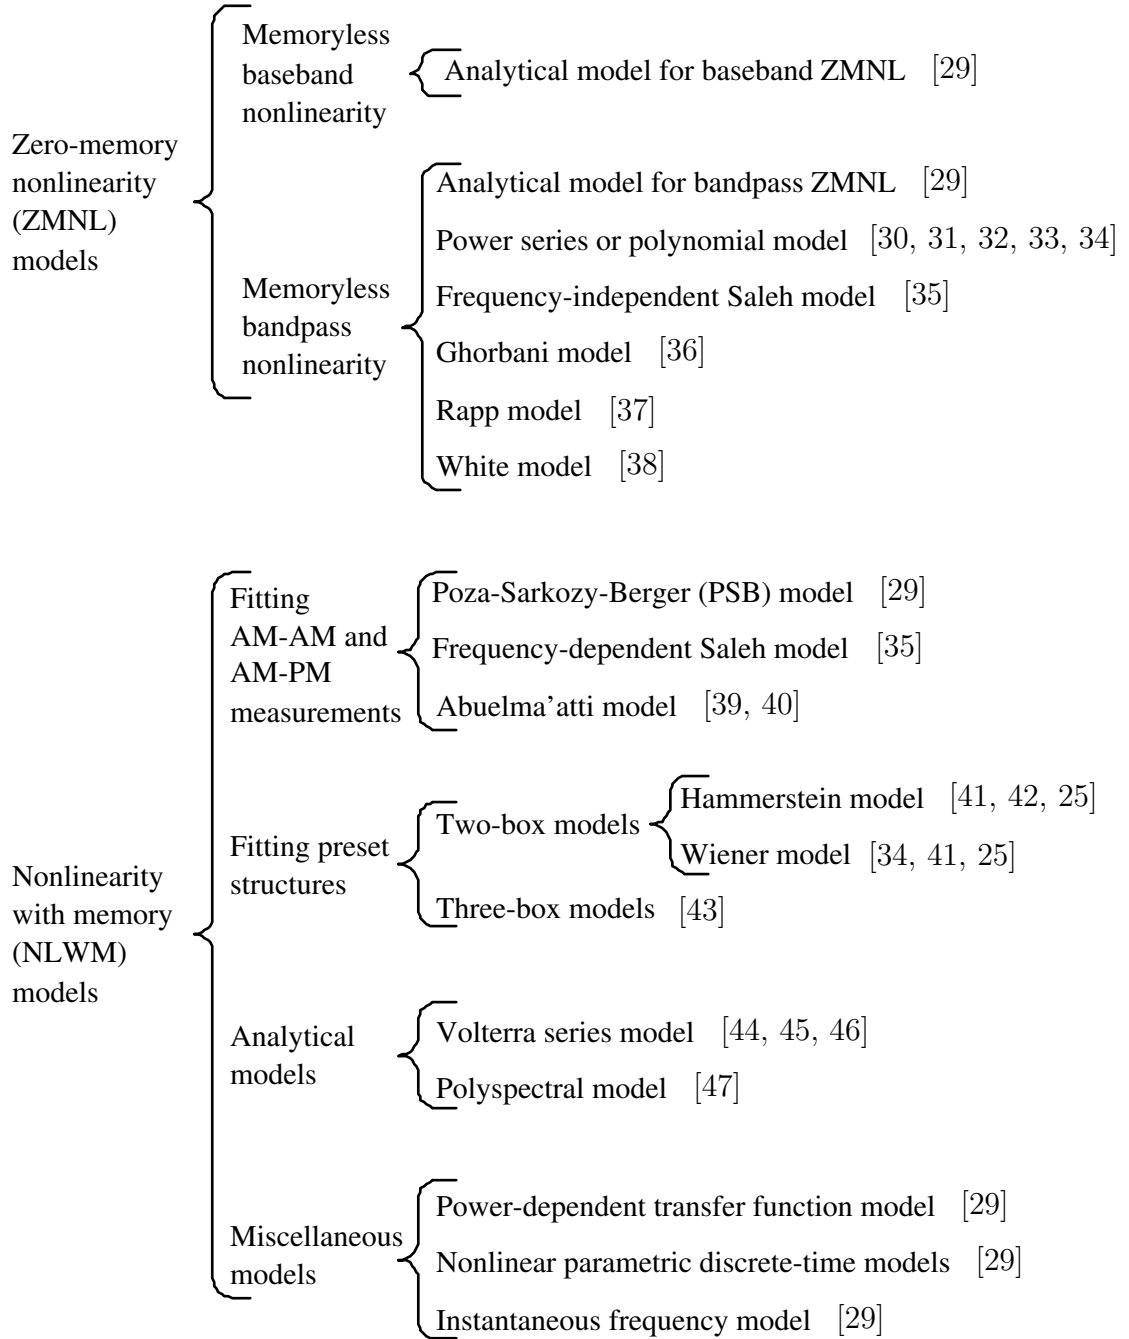 Zero-memory
nonlinearity
(ZMNL)
models
Memoryless
baseband
nonlinearity
Analytical model for baseband ZMNL [29]
Memoryless
bandpass
nonlinearity
Analytical model for bandpass ZMNL [29]
Power series or polynomial model [30, 31, 32, 33, 34]
Frequency-independent Saleh model [35]
Ghorbani model [36]
Rapp model [37]
White model [38]
Nonlinearity
with memory
(NLWM)
models
Fitting
AM-AM and
AM-PM
measurements
Poza-Sarkozy-Berger (PSB) model [29]
Frequency-dependent Saleh model [35]
Abuelma’atti model [39, 40]
Fitting preset
structures
Two-box models
Hammerstein model [41, 42, 25]
Wiener model [34, 41, 25]
Three-box models [43]
Analytical
models
Volterra series model [44, 45, 46]
Polyspectral model [47]
Miscellaneous
models
Power-dependent transfer function model [29]
Nonlinear parametric discrete-time models [29]
Instantaneous frequency model [29]